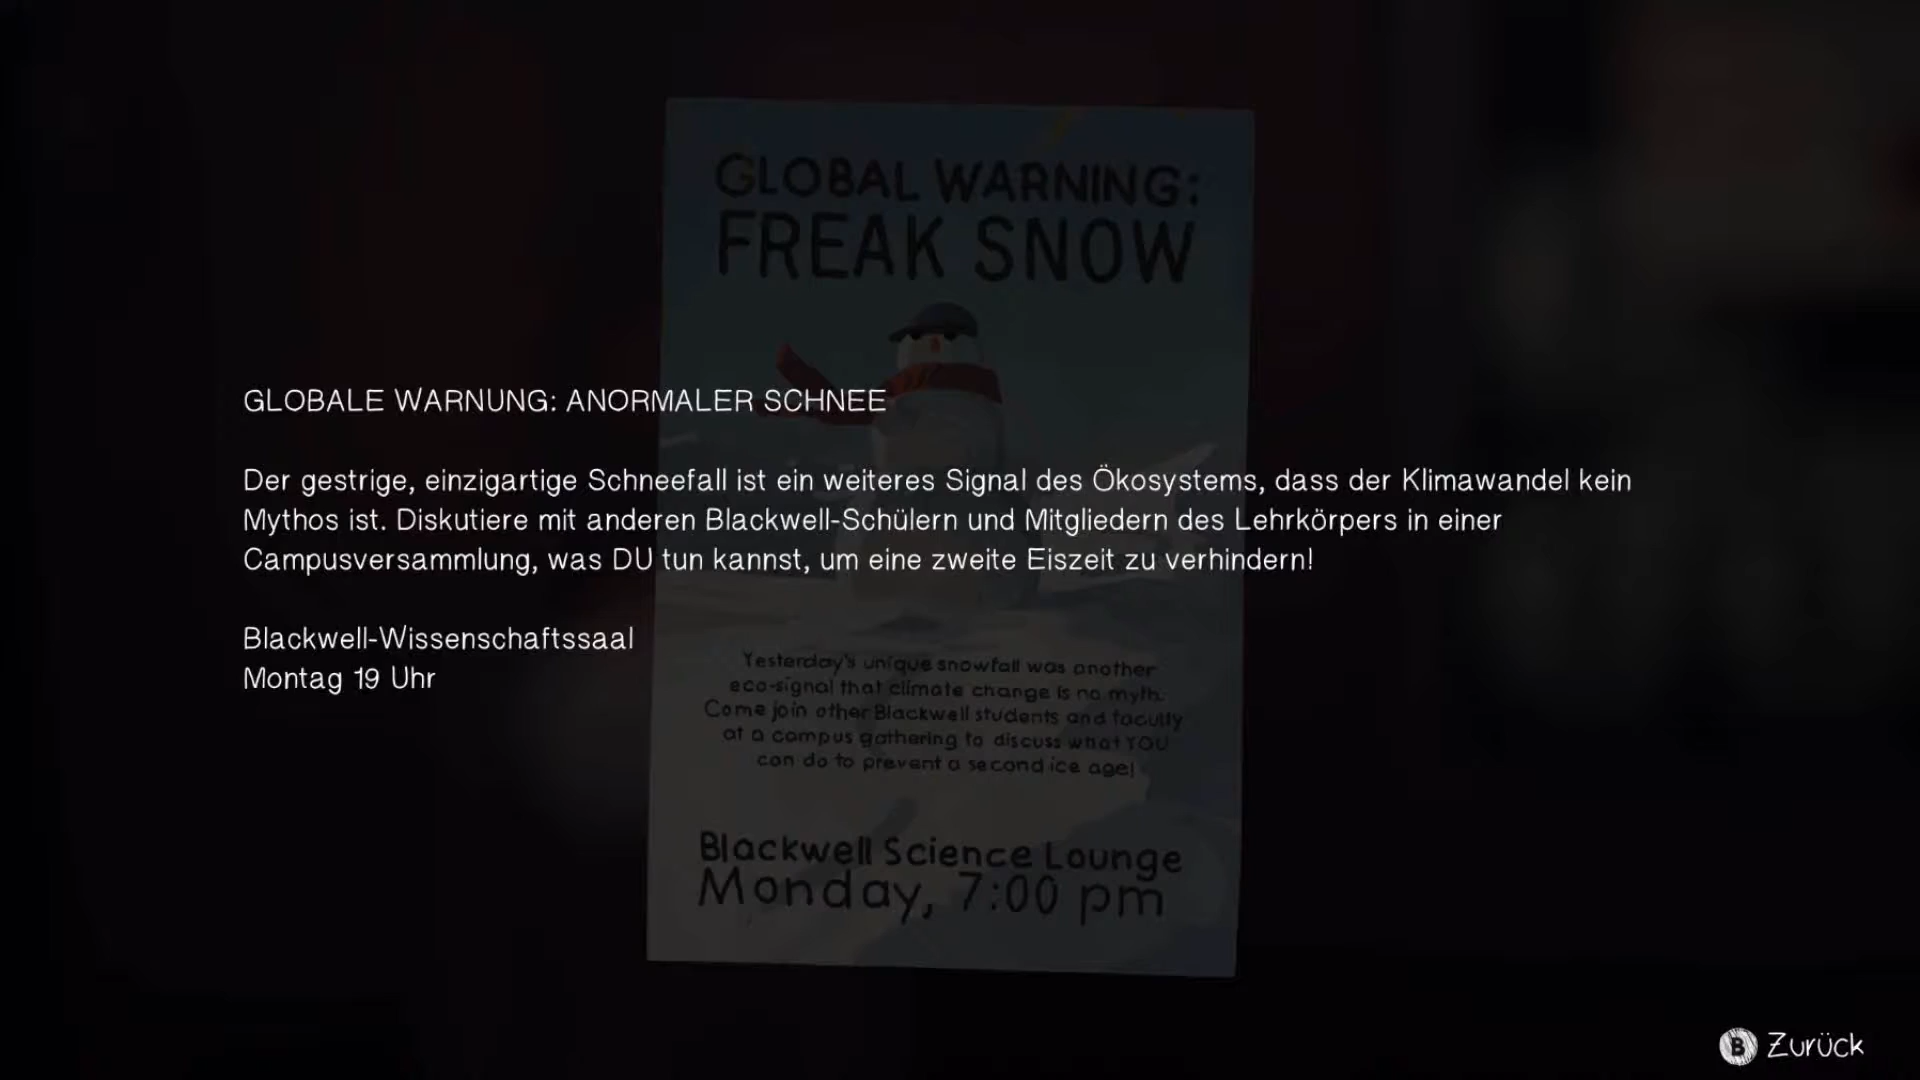 GLOBAL WARNING:
FREAK SNOW
GLOBALE WARNUNG: ANORMALER SCHNEE
Der gestrige, einzigartige Schneefall ist ein weiteres Signal des Ökosystems, dass der Klimawandel kein
Mythos ist. Diskutiere mit anderen Blackwell-Schülern und Mitgliedern des Lehrkörpers in einer
Campusversammlung, was DU tun kannst, um eine zweite Eiszeit zu verhindern!
Blackwell-Wissenschaftssaal
Montag 19 Uhr
Yesterday's unique snowfall was another
eco-signal that climate change is no myth.
Come join other Blackwell students and faculty
at a campus gathering to discuss what YOU
can do to prevent a second ice age!
Blackwell Science Lounge
Monday, 7:00 pm
B Zurück